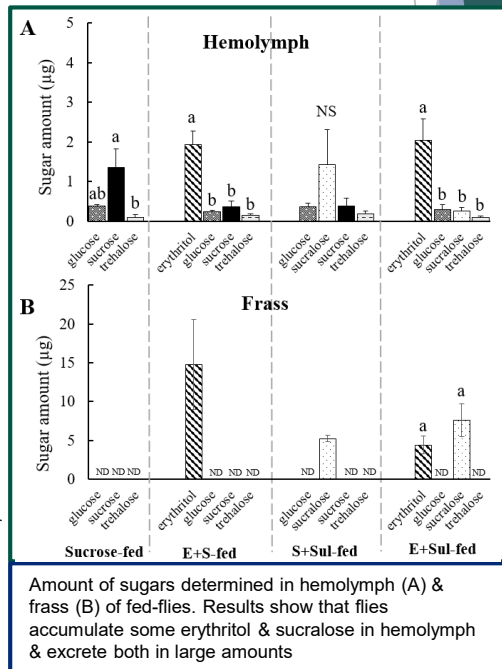 A
Hemolymph
Sugar amount (µg)
5
4
3
2
1
0
ab
a
b
a
b
b
b
NS
a
b
b
b
glucose
sucrose
trehalose
erythritol
glucose
sucrose
trehalose
glucose
sucralose
sucrose
trehalose
erythritol
glucose
sucralose
trehalose
B
Frass
Sugar amount (µg)
25
20
15
10
5
0
ND ND ND
ND ND ND
ND
ND ND
a
ND
a
ND
glucose
sucrose
trehalose
erythritol
glucose
sucrose
trehalose
glucose
sucralose
sucrose
trehalose
erythritol
glucose
sucralose
trehalose
Sucrose-fed
E+S-fed
S+Sul-fed
E+Sul-fed
Amount of sugars determined in hemolymph (A) &
frass (B) of fed-flies. Results show that flies
accumulate some erythritol & sucralose in hemolymph
& excrete both in large amounts